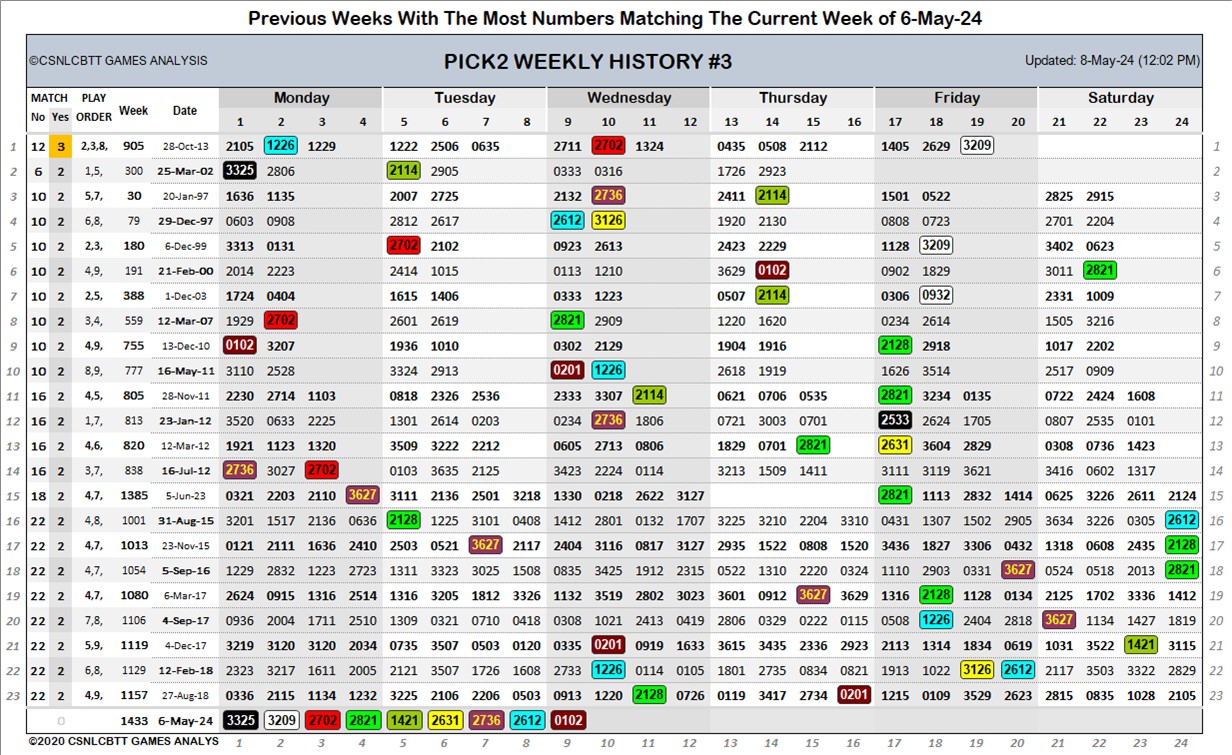 Previous Weeks With The Most Numbers Matching The Current Week of 6-May-24
©CSNLCBTT GAMES ANALYSIS PICK2 WEEKLY HISTORY #3 Updated: 8-May-24 (12:02 PM)
MATCH PLAY Week Date Monday Tuesday Wednesday Thursday Friday Saturday
No Yes ORDER 1 2 3 4 5 6 7 8 9 10 11 12 13 14 15 16 17 18 19 20 21 22 23 24
1 12 3 2,3,8, 905 28-Oct-13 2105 1226 1229 1222 2506 0635 2711 2702 1324 0435 0508 2112 1405 2629 3209 1
2 6 2 1,5, 300 25-Mar-02 3325 2806 2114 2905 0333 0316 1726 2923 2
3 10 2 5,7, 30 20-Jan-97 1636 1135 2007 2725 2132 2736 2411 2114 1501 0522 2825 2915 3
4 10 2 6,8, 79 29-Dec-97 0603 0908 2812 2617 2612 3126 1920 2130 0808 0723 2701 2204 4
5 10 2 2,3, 180 6-Dec-99 3313 0131 2702 2102 0923 2613 2423 2229 1128 3209 3402 0623 5
6 10 2 4,9, 191 21-Feb-00 2014 2223 2414 1015 0113 1210 3629 0102 0902 1829 3011 2821 6
7 10 2 2,5, 388 1-Dec-03 1724 0404 1615 1406 0333 1223 0507 2114 0306 0932 2331 1009 7
8 10 2 3,4, 559 12-Mar-07 1929 2702 2601 2619 2821 2909 1220 1620 0234 2614 1505 3216 8
9 10 2 4,9, 755 13-Dec-10 0102 3207 1936 1010 0302 2129 1904 1916 2128 2918 1017 2202 9
10 10 2 8,9, 777 16-May-11 3110 2528 3324 2913 0201 1226 2618 1919 1626 3514 2517 0909 10
11 16 2 4,5, 805 28-Nov-11 2230 2714 1103 0818 2326 2536 2333 3307 2114 0621 0706 0535 2821 3234 0135 0722 2424 1608 11
12 16 2 1,7, 813 23-Jan-12 3520 0633 2225 1301 2614 0203 0234 2736 1806 0721 3003 0701 2533 2624 1705 0807 2535 0101 12
13 16 2 4,6, 820 12-Mar-12 1921 1123 1320 3509 3222 2212 0605 2713 0806 1829 0701 2821 2631 3604 2829 0308 0736 1423 13
14 16 2 3,7, 838 16-Jul-12 2736 3027 2702 0103 3635 2125 3423 2224 0114 3213 1509 1411 3111 3119 3621 3416 0602 1317 14
15 18 2 4,7, 1385 5-Jun-23 0321 2203 2110 3627 3111 2136 2501 3218 1330 0218 2622 3127 2821 1113 2832 1414 0625 3226 2611 2124 15
16 22 2 4,8, 1001 31-Aug-15 3201 1517 2136 0636 2128 1225 2520 0408 1412 2801 0132 1707 3225 3210 2204 3310 0431 1307 1502 2905 3634 3226 0305 2612 16
17 22 2 4,7, 1013 23-Nov-15 0121 2111 1636 2410 2503 0521 3627 2117 2404 3116 0817 3127 2935 1522 0808 1520 3436 1827 3306 0432 1318 0608 2435 2128 17
18 22 2 4,7, 1054 5-Sep-16 1229 2832 1223 2723 1311 3323 3505 1508 0835 3425 1912 2315 0527 1310 2220 0324 1110 2903 0331 3627 0524 0518 2013 2821 18
19 22 2 4,7, 1080 6-Mar-17 2624 0912 1316 2514 1316 3205 1812 3326 1132 3519 2802 3023 3601 0912 3627 3629 1316 2128 1128 0134 2125 1702 3336 1412 19
20 22 2 7,8, 1106 4-Sep-17 0736 2004 1711 2510 1309 0321 0710 0418 0308 1021 2413 0419 2806 0329 0222 0115 0508 1226 2404 2818 3627 1134 1427 1819 20
21 22 2 5,9, 1119 4-Dec-17 3219 3120 3120 2034 0735 0307 0503 0120 0335 0201 0919 1633 3615 3435 2336 2923 2113 1314 1834 0619 1031 3522 1421 3115 21
22 22 2 6,8, 1129 12-Feb-18 2323 3217 1611 2005 2121 3507 1726 1608 2733 1226 0114 0105 1801 2735 0834 0821 1913 1022 3126 2612 2117 3503 3322 2829 22
23 22 2 4,9, 1157 27-Aug-18 0336 2115 1134 1232 3225 2106 2206 0503 0913 1220 2128 0726 0119 3417 2734 0201 1215 0109 3529 2623 2815 0835 1028 2105 23
0 1433 6-May-24 3325 3209 2702 2821 1421 2631 2736 2612 0102
©2020 CSNLCBTT GAMES ANALYS 1 2 3 4 5 6 7 8 9 10 11 12 13 14 15 16 17 18 19 20 21 22 23 24